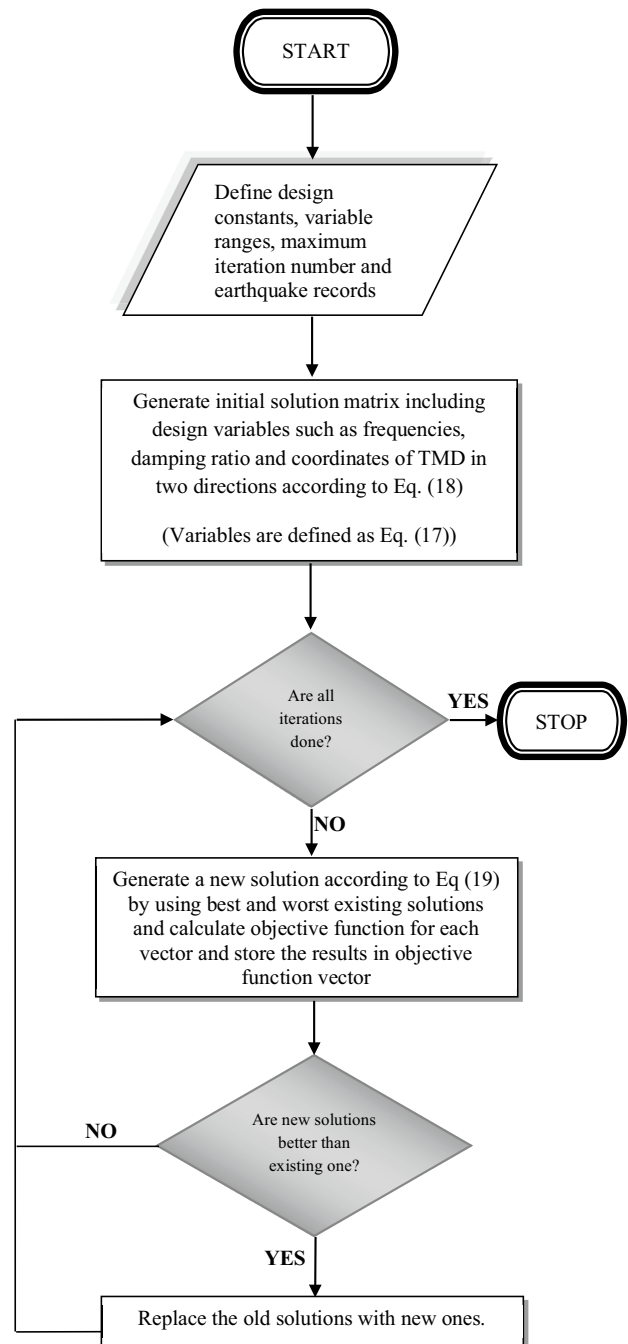 START
Define design
constants, variable
ranges, maximum
iteration number and
earthquake records
Generate initial solution matrix including
design variables such as frequencies,
damping ratio and coordinates of TMD in
two directions according to Eq. (18)
(Variables are defined as Eq. (17))
Are all
iterations
done?
YES
STOP
NO
Generate a new solution according to Eq (19)
by using best and worst existing solutions
and calculate objective function for each
vector and store the results in objective
function vector
Are new solutions
better than
existing one?
NO
YES
Replace the old solutions with new ones.